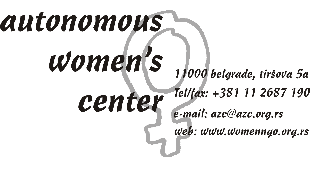 autonomous
women's
center
11000 belgrade, tiršova 5a
Tel/fax: +381 11 2687 190
e-mail: azc@azc.org.rs
web: www.womenngo.org.rs